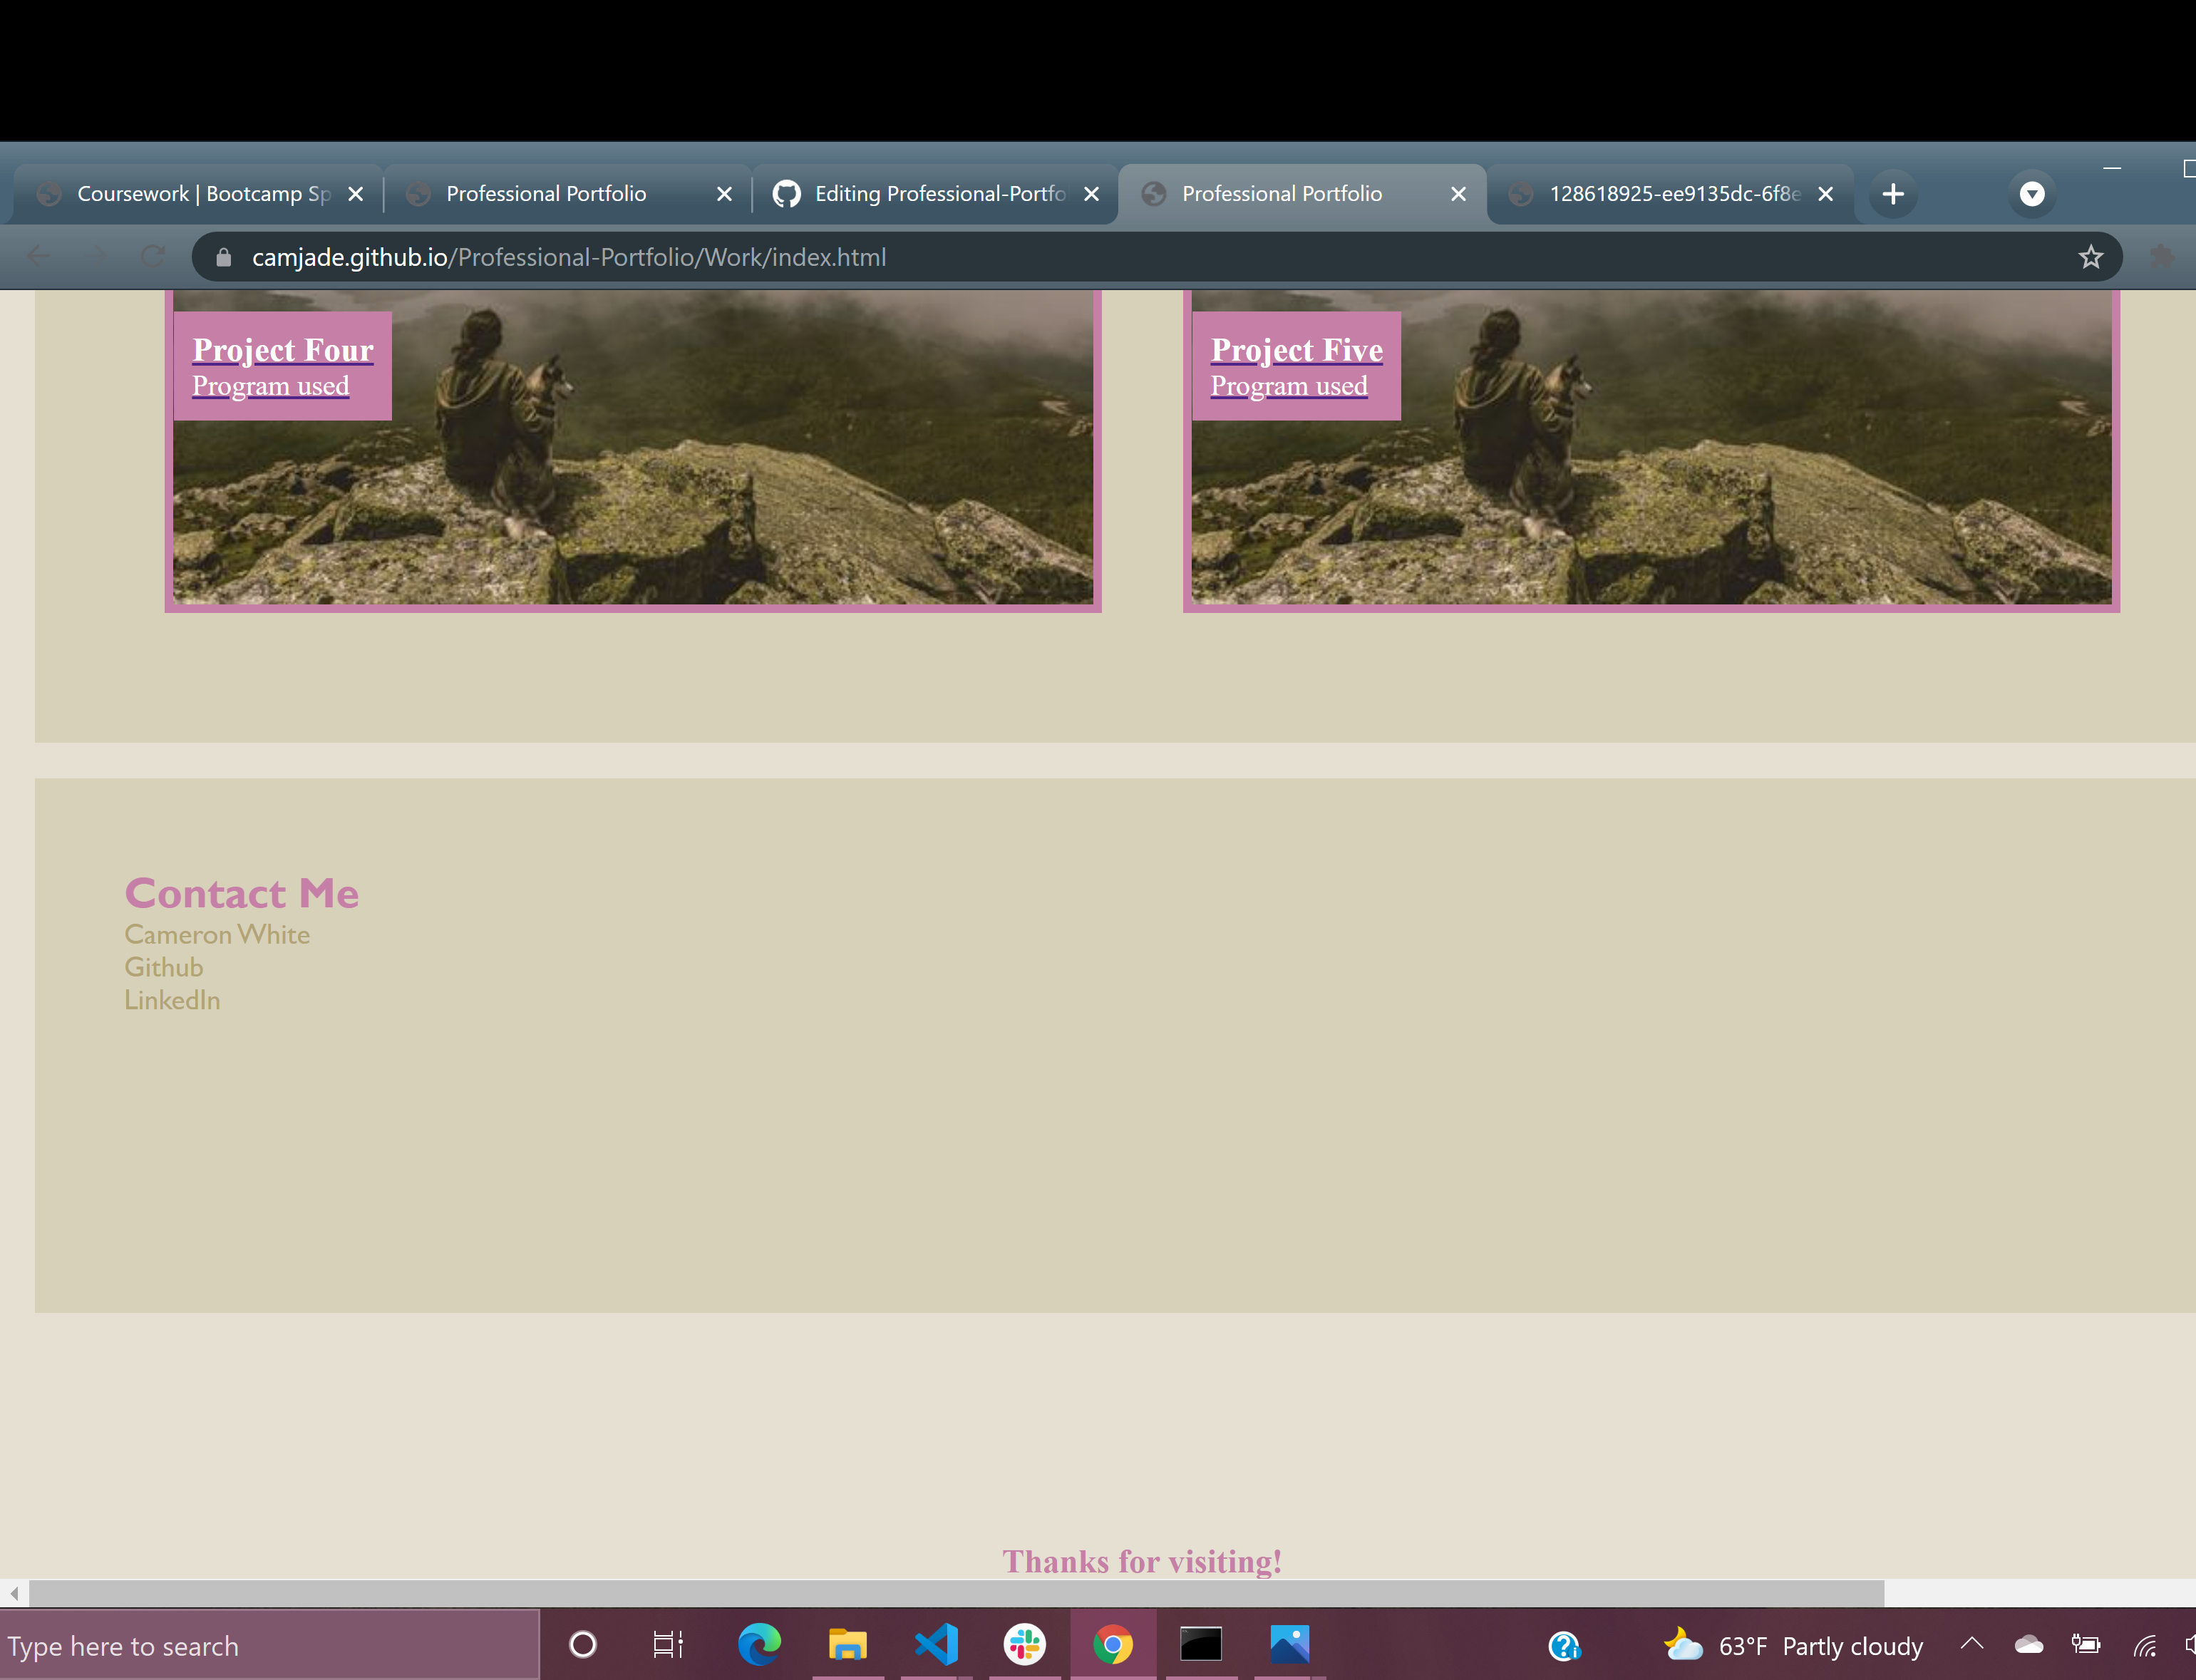 Coursework | Bootcamp Sp
Professional Portfolio
Editing Professional-Portfo
Professional Portfolio
128618925-ee9135dc-6f8e
camjade.github.io/Professional-Portfolio/Work/index.html
Project Four
Program used
Project Five
Program used
Contact Me
Cameron White
Github
LinkedIn
Thanks for visiting!
Type here to search
63°F Partly cloudy